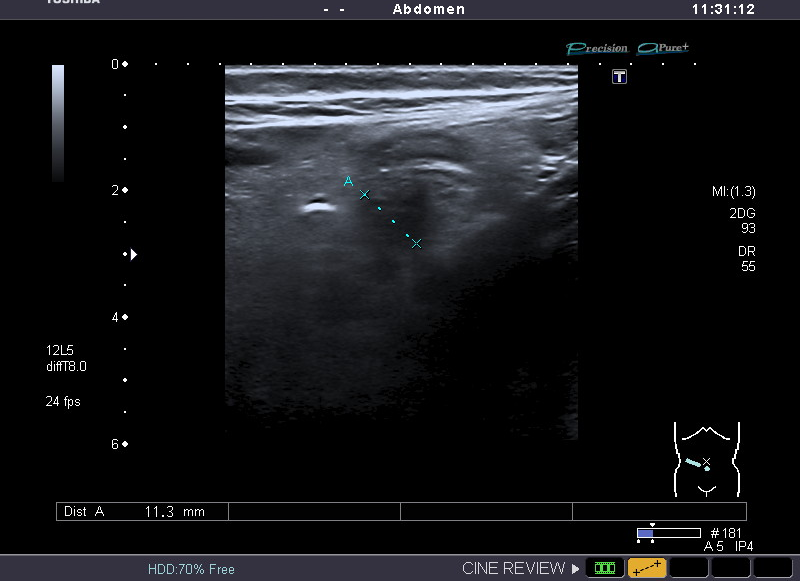 TOSHIBA
- - Abdomen 11:31:12
Precision APure+
T
0
2
4
6
A
MI:(1.3)
2DG
93
DR
55
12L5
diffT8.0
24 fps
Dist A 11.3 mm
#181
A 5 IP4
HDD:70% Free
CINE REVIEW